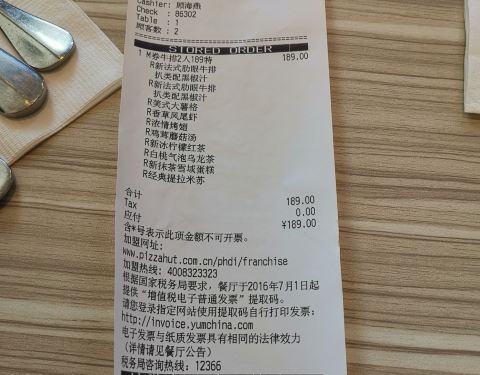 Cashier: 顾海燕
Check : 86302
Table : 1
顾客数 : 2
STORED ORDER
1 M券牛排2人189特 189.00
R新法式肋眼牛排
扒类配黑椒汁
R新法式肋眼牛排
扒类配黑椒汁
R美式大薯格
R香草凤尾虾
R浓情烤翅
R鸡茸蘑菇汤
R新冰柠檬红茶
R白桃气泡乌龙茶
R新抹茶雪域蛋糕
R经典提拉米苏
合计 189.00
Tax 0.00
应付 ¥189.00
含*号表示此项金额不可开票。
加盟网址:
www.pizzahut.com.cn/phdi/franchise
加盟热线: 4008323323
根据国家税务局要求，餐厅于2016年7月1日起
提供“增值税电子普通发票”提取码。
请您登录指定网站使用提取码自行打印发票:
http://invoice.yumchina.com
电子发票与纸质发票具有相同的法律效力
(详情请见餐厅公告)
税务局咨询热线: 12366